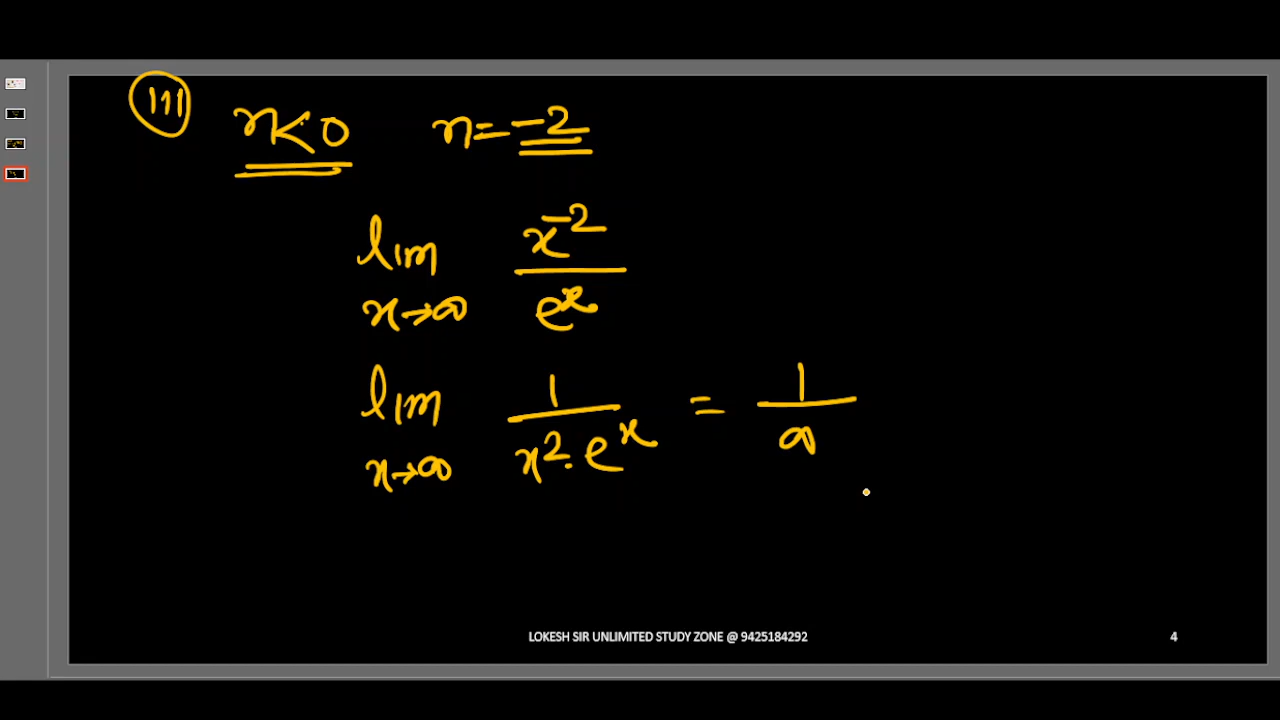 III n<0 n=-2
lim x→∞ x^-2 / e^x
lim x→∞ 1 / x^2 . e^x = 1/∞
LOKESH SIR UNLIMITED STUDY ZONE @ 9425184292 4